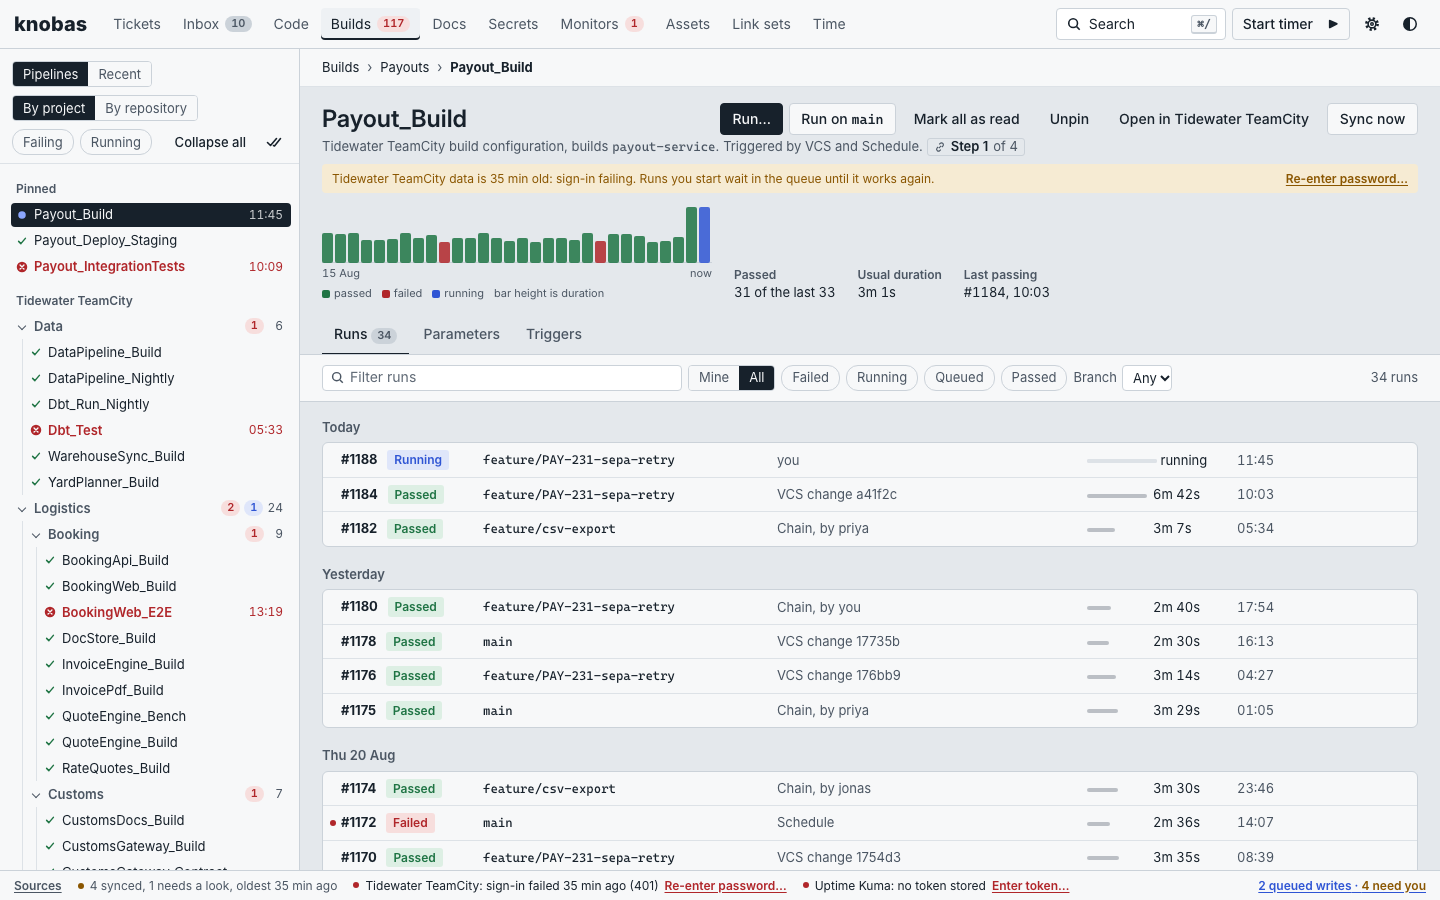 knobas Tickets Inbox 10 Code Builds 117 Docs Secrets Monitors 1 Assets Link sets Time Search ⌘/ Start timer
Pipelines Recent
By project By repository
Failing Running Collapse all
Pinned
Payout_Build 11:45
Payout_Deploy_Staging
Payout_IntegrationTests 10:09
Tidewater TeamCity
Data 1 6
DataPipeline_Build
DataPipeline_Nightly
Dbt_Run_Nightly
Dbt_Test 05:33
WarehouseSync_Build
YardPlanner_Build
Logistics 2 1 24
Booking 1 9
BookingApi_Build
BookingWeb_Build
BookingWeb_E2E 13:19
DocStore_Build
InvoiceEngine_Build
InvoicePdf_Build
QuoteEngine_Bench
QuoteEngine_Build
RateQuotes_Build
Customs 1 7
CustomsDocs_Build
CustomsGateway_Build
Builds › Payouts › Payout_Build
Payout_Build Run... Run on main Mark all as read Unpin Open in Tidewater TeamCity Sync now
Tidewater TeamCity build configuration, builds payout-service. Triggered by VCS and Schedule. Step 1 of 4
Tidewater TeamCity data is 35 min old: sign-in failing. Runs you start wait in the queue until it works again. Re-enter password...
15 Aug now
passed failed running bar height is duration
Passed Usual duration Last passing
31 of the last 33 3m 1s #1184, 10:03
Runs 34 Parameters Triggers
Filter runs Mine All Failed Running Queued Passed Branch Any 34 runs
Today
#1188 Running feature/PAY-231-sepa-retry you running 11:45
#1184 Passed feature/PAY-231-sepa-retry VCS change a41f2c 6m 42s 10:03
#1182 Passed feature/csv-export Chain, by priya 3m 7s 05:34
Yesterday
#1180 Passed feature/PAY-231-sepa-retry Chain, by you 2m 40s 17:54
#1178 Passed main VCS change 17735b 2m 30s 16:13
#1176 Passed feature/PAY-231-sepa-retry VCS change 176bb9 3m 14s 04:27
#1175 Passed main Chain, by priya 3m 29s 01:05
Thu 20 Aug
#1174 Passed feature/csv-export Chain, by jonas 3m 30s 23:46
#1172 Failed main Schedule 2m 36s 14:07
#1170 Passed feature/PAY-231-sepa-retry VCS change 1754d3 3m 35s 08:39
Sources 4 synced, 1 needs a look, oldest 35 min ago Tidewater TeamCity: sign-in failed 35 min ago (401) Re-enter password... Uptime Kuma: no token stored Enter token... 2 queued writes · 4 need you